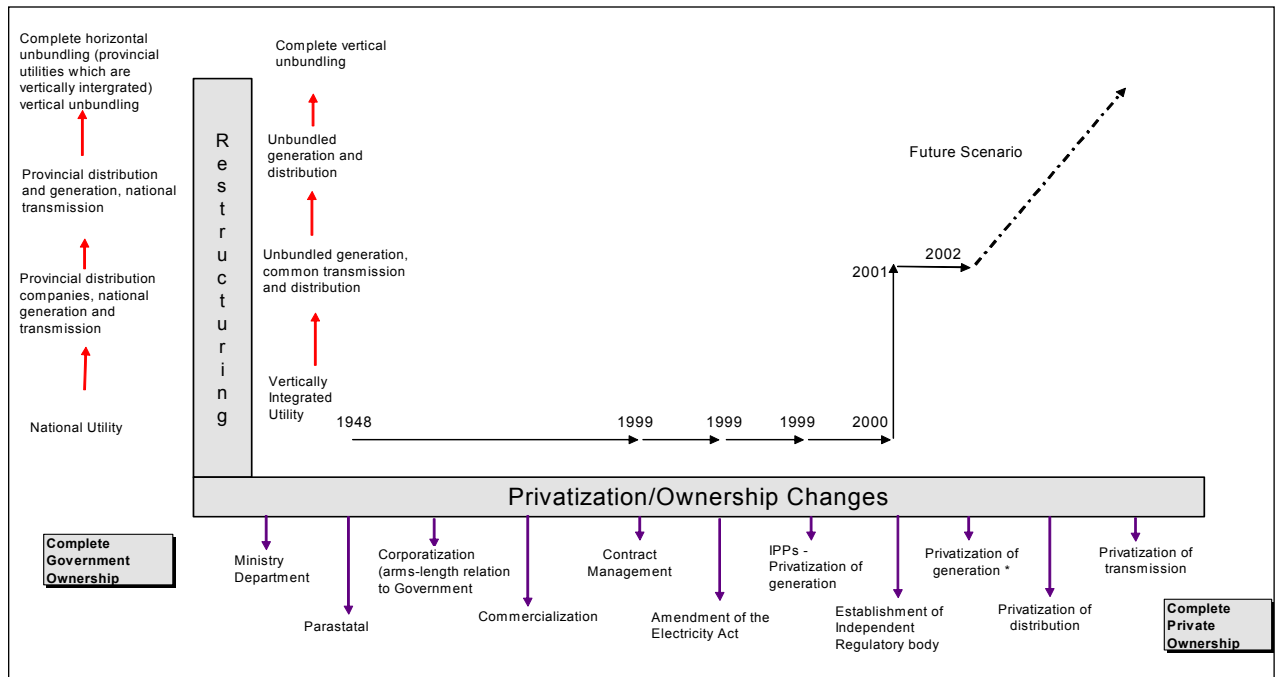 Complete horizontal
unbundling (provincial
utilities which are
vertically intergrated)
vertical unbundling
Provincial distribution
and generation, national
transmission
Provincial distribution
companies, national
generation and
transmission
National Utility
Restructuring
Complete vertical
unbundling
Unbundled
generation and
distribution
Unbundled generation,
common transmission
and distribution
Vertically
Integrated
Utility
1948
1999
1999
1999
2000
2001
2002
Future Scenario
Privatization/Ownership Changes
Complete
Government
Ownership
Ministry
Department
Parastatal
Corporatization
(arms-length relation
to Government
Commercialization
Contract
Management
Amendment of the
Electricity Act
IPPs -
Privatization of
generation
Establishment of
Independent
Regulatory body
Privatization of
generation *
Privatization of
distribution
Privatization of
transmission
Complete
Private
Ownership